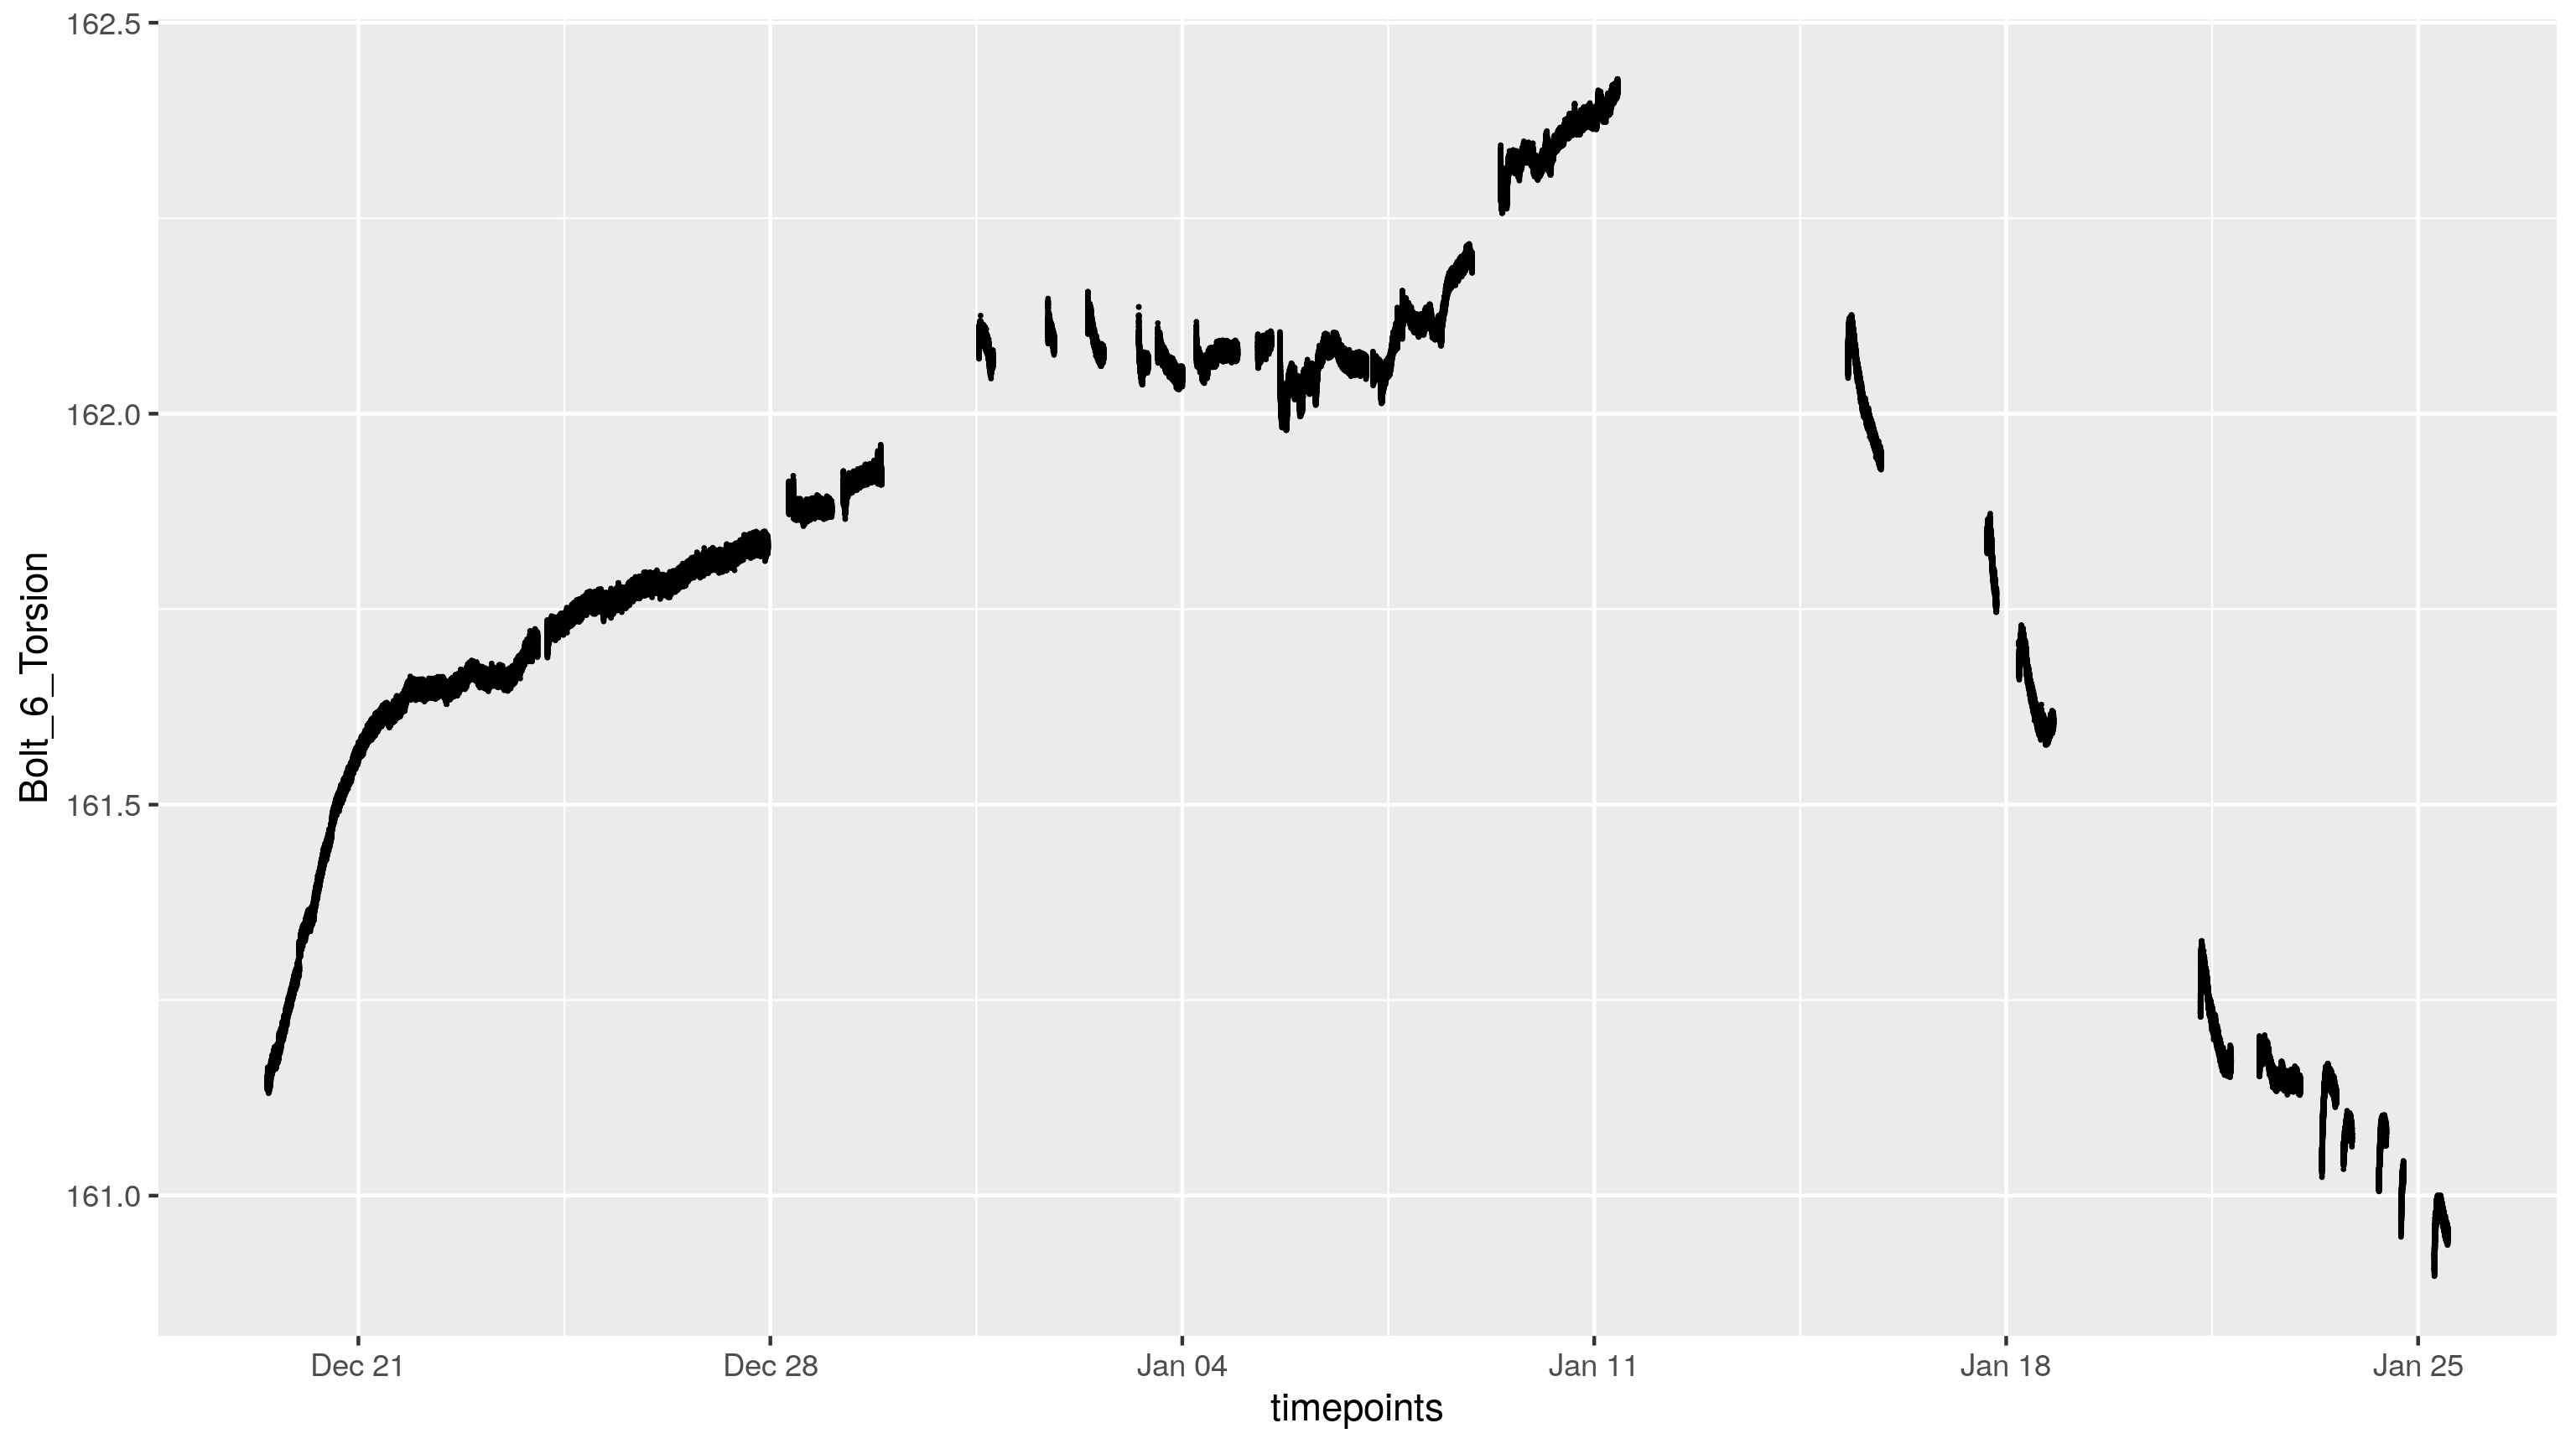 162.5
162.0
161.5
161.0
Bolt_6_Torsion
Dec 21
Dec 28
Jan 04
Jan 11
Jan 18
Jan 25
timepoints